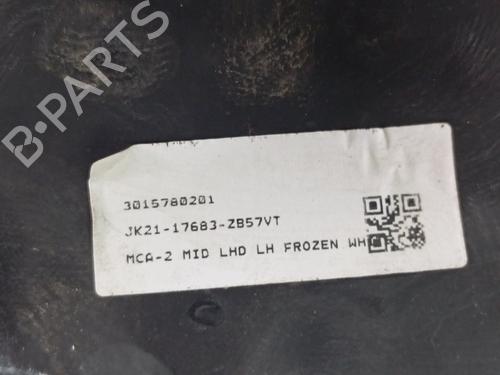 B-PARTS
3015780201
JK21-17683-ZB57VT
MCA-2 MID LHD LH FROZEN WH